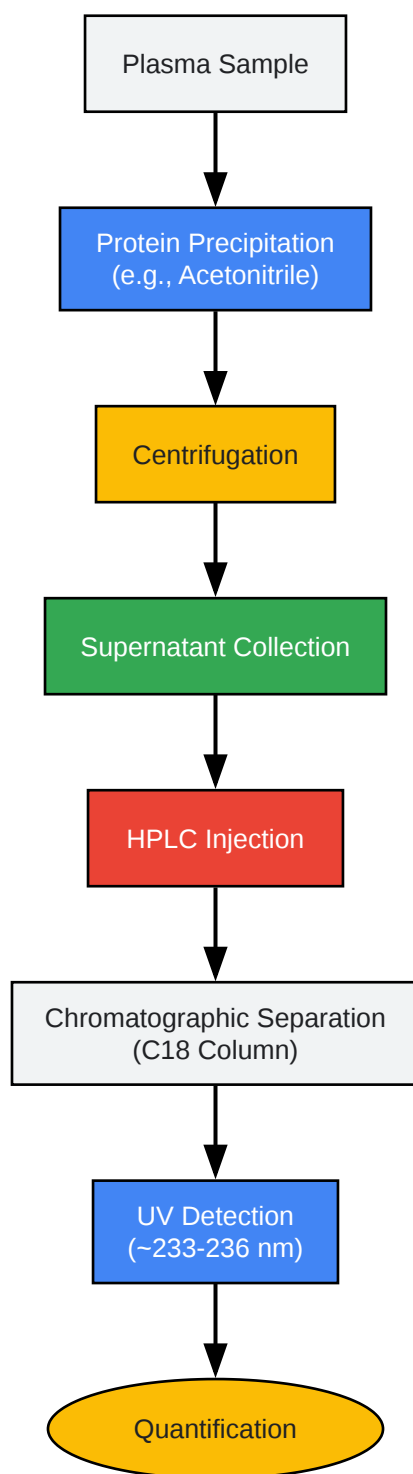 Plasma Sample
Protein Precipitation
(e.g., Acetonitrile)
Centrifugation
Supernatant Collection
HPLC Injection
Chromatographic Separation
(C18 Column)
UV Detection
(~233-236 nm)
Quantification